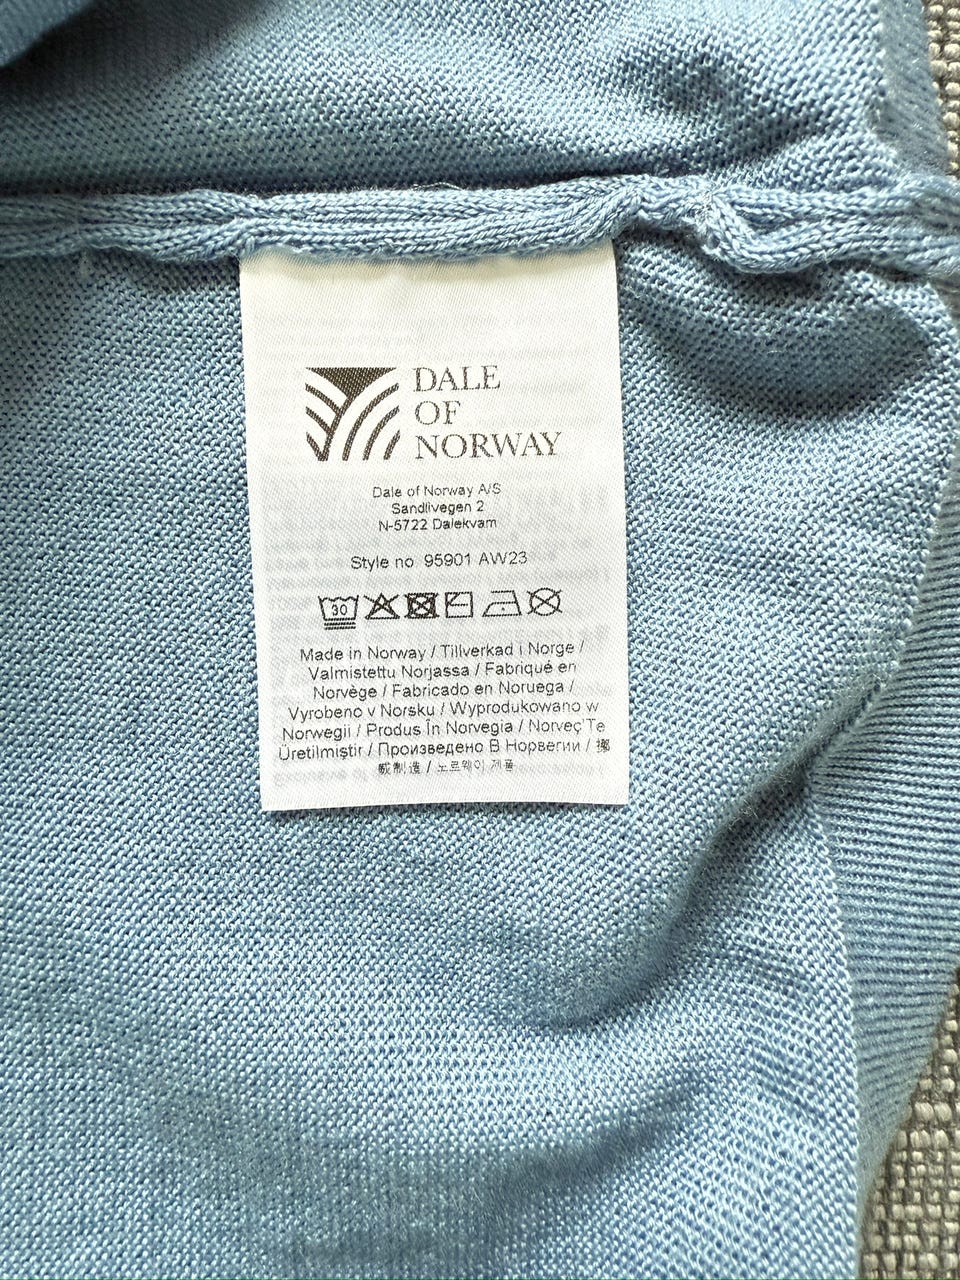 DALE
OF
NORWAY
Dale of Norway A/S
Sandlivegen 2
N-5722 Dalekvam
Style no. 95901 AW23
30
Made in Norway / Tillverkad i Norge /
Valmistettu Norjassa / Fabriqué en
Norvège / Fabricado en Noruega /
Vyrobeno v Norsku / Wyprodukowano w
Norwegii / Produs În Norvegia / Norveç'Te
Üretilmiştir / Произведено В Норвегии / 挪
威制造 / 노르웨이 제품